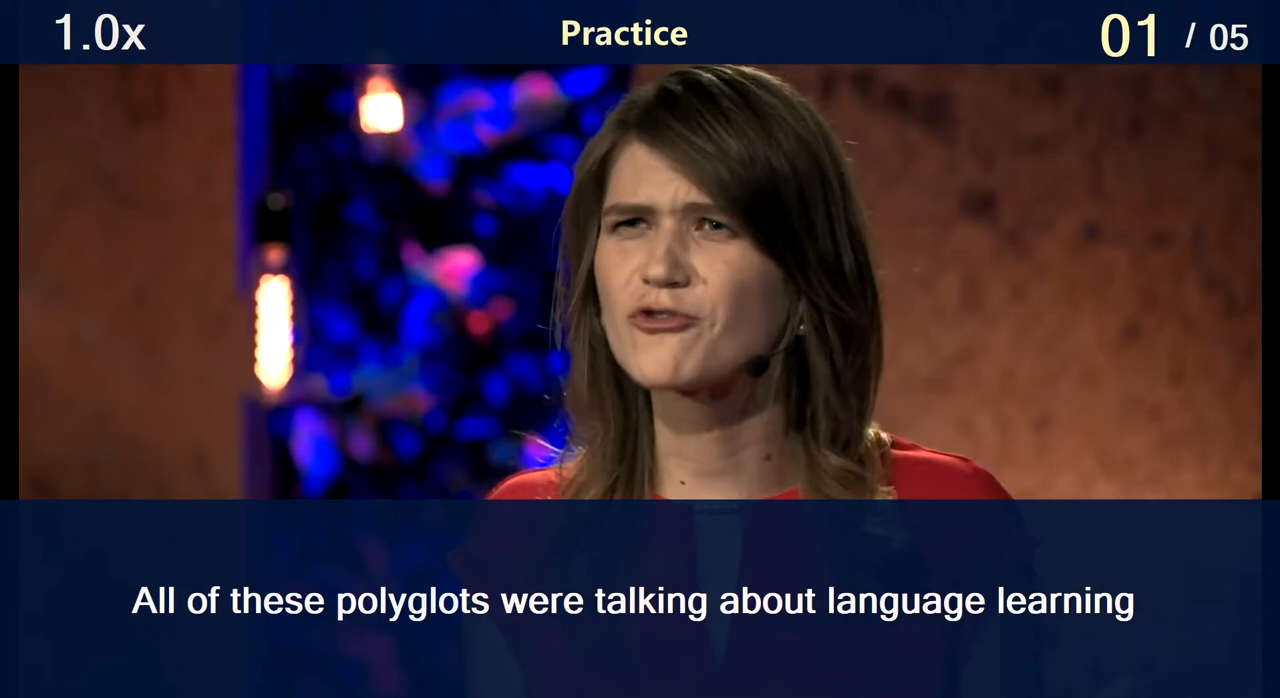 1.0x
Practice
01 / 05
All of these polyglots were talking about language learning